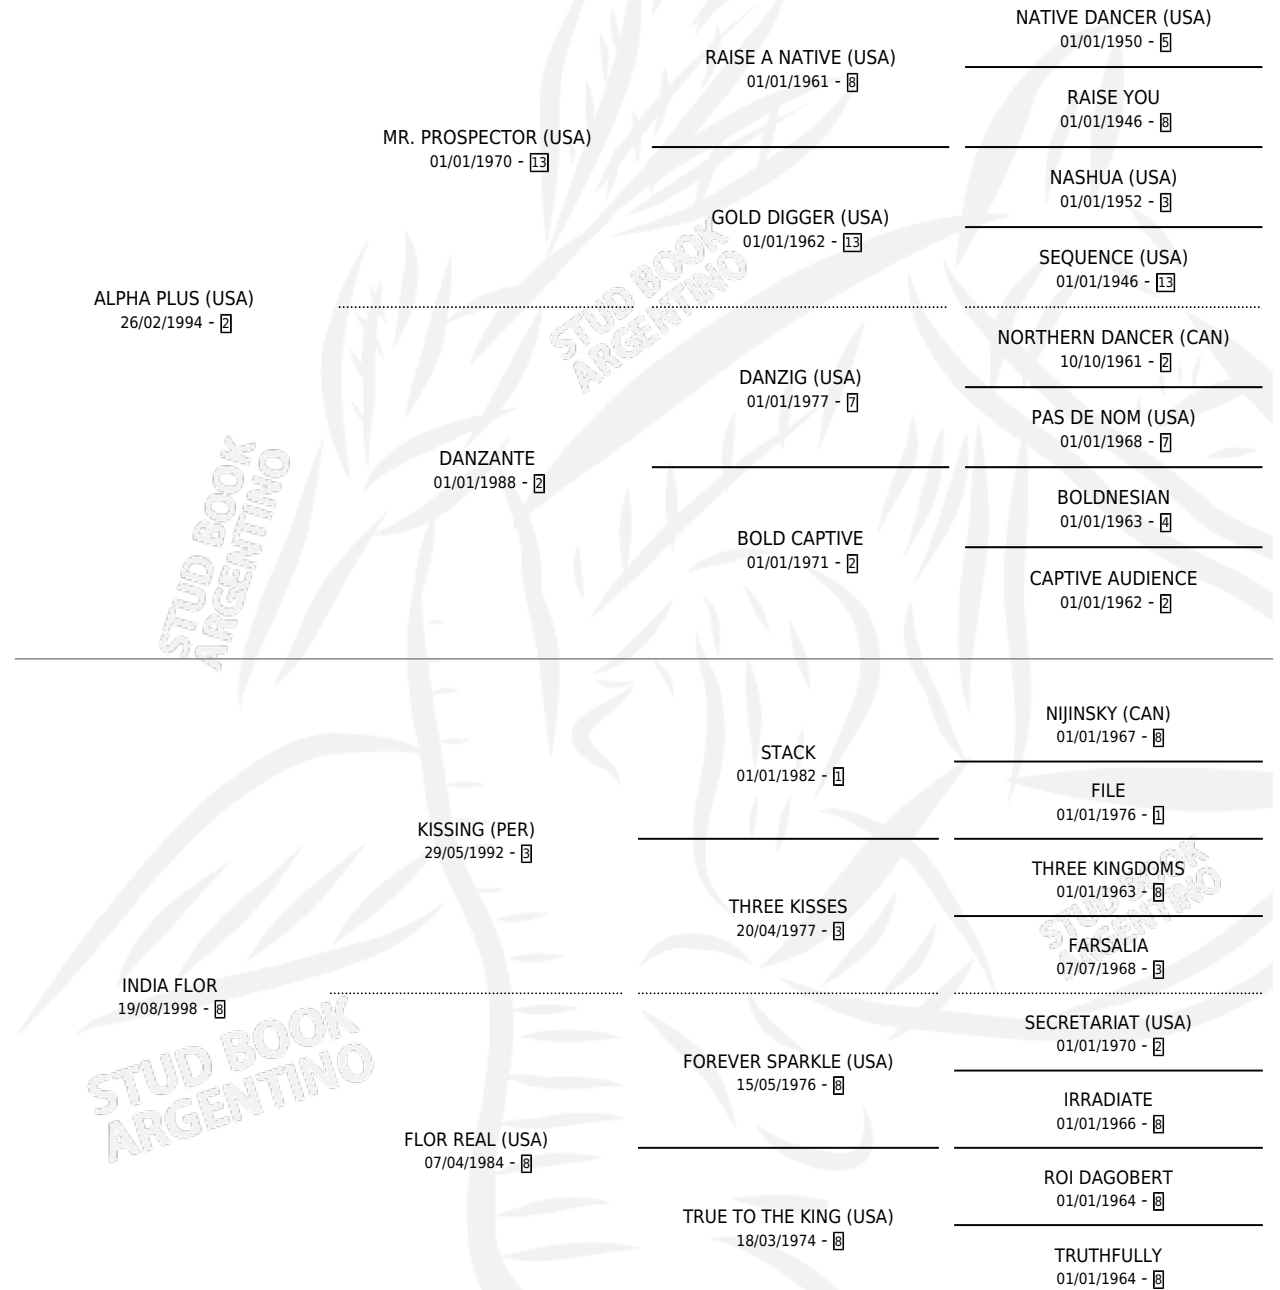 NATIVE DANCER (USA)
01/01/1950 - 5
RAISE A NATIVE (USA)
01/01/1961 - 8
RAISE YOU
01/01/1946 - 8
MR. PROSPECTOR (USA)
01/01/1970 - 13
NASHUA (USA)
01/01/1952 - 3
GOLD DIGGER (USA)
01/01/1962 - 13
SEQUENCE (USA)
01/01/1946 - 13
ALPHA PLUS (USA)
26/02/1994 - 2
NORTHERN DANCER (CAN)
10/10/1961 - 2
DANZIG (USA)
01/01/1977 - 7
PAS DE NOM (USA)
01/01/1968 - 7
DANZANTE
01/01/1988 - 2
BOLDNESIAN
01/01/1963 - 4
BOLD CAPTIVE
01/01/1971 - 2
CAPTIVE AUDIENCE
01/01/1962 - 2
NIJINSKY (CAN)
01/01/1967 - 8
STACK
01/01/1982 - 1
FILE
01/01/1976 - 1
KISSING (PER)
29/05/1992 - 3
THREE KINGDOMS
01/01/1963 - 8
THREE KISSES
20/04/1977 - 3
FARSALIA
07/07/1968 - 3
INDIA FLOR
19/08/1998 - 8
SECRETARIAT (USA)
01/01/1970 - 2
FOREVER SPARKLE (USA)
15/05/1976 - 8
IRRADIATE
01/01/1966 - 8
FLOR REAL (USA)
07/04/1984 - 8
ROI DAGOBERT
01/01/1964 - 8
TRUE TO THE KING (USA)
18/03/1974 - 8
TRUTHFULLY
01/01/1964 - 8
STUD BOOK
ARGENTINO
STUD BOOK
ARGENTINO
STUD BOOK
ARGENTINO
STUD BOOK
ARGENTINO